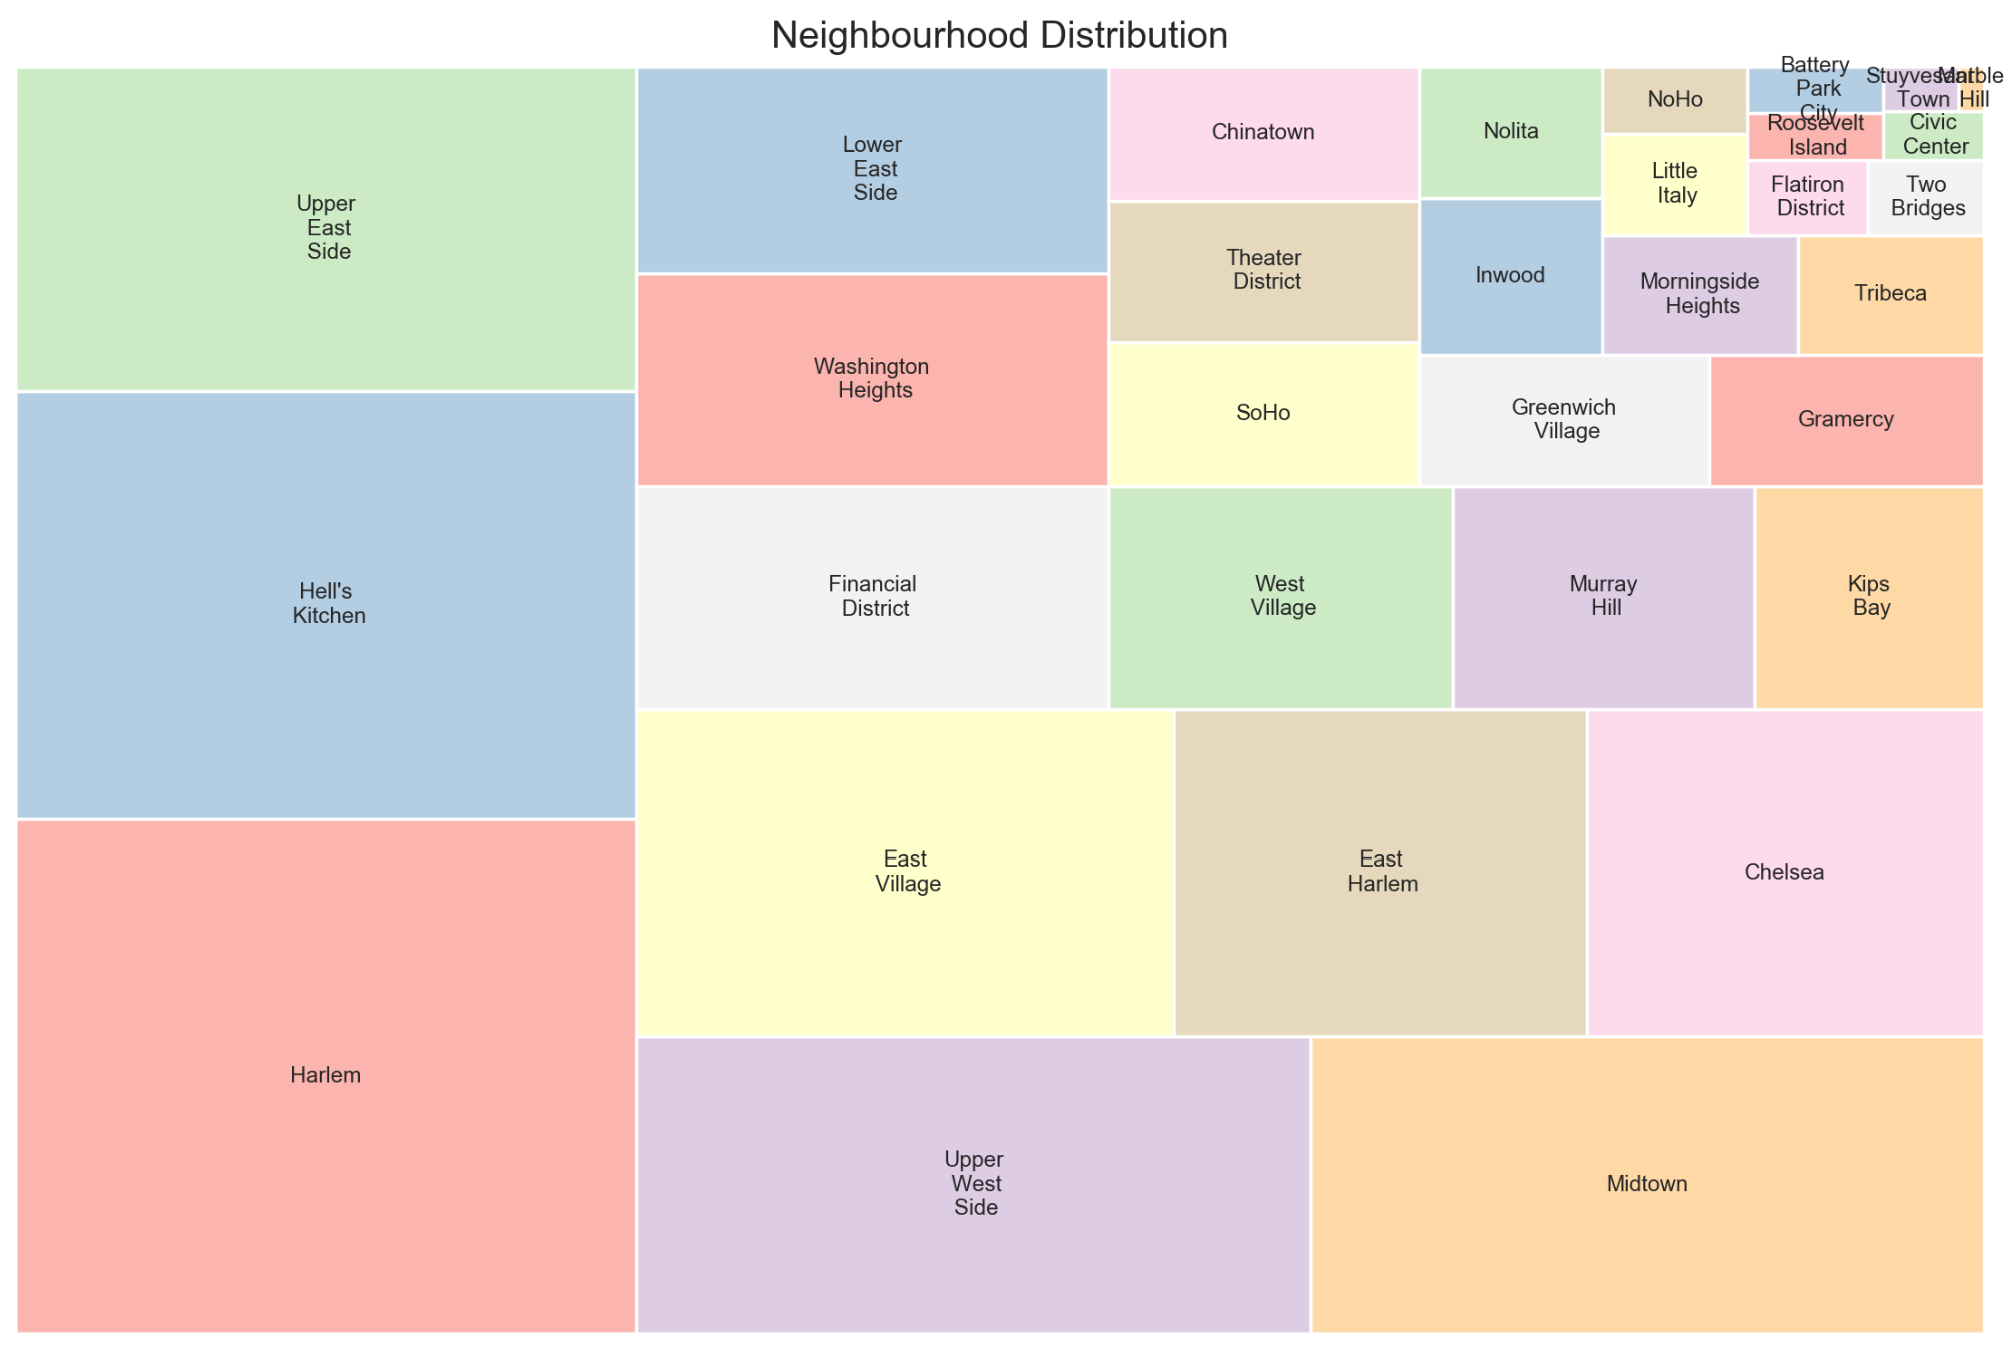 Neighbourhood Distribution
Upper
East
Side
Hell's
Kitchen
Harlem
Lower
East
Side
Washington
Heights
Financial
District
East
Village
East
Harlem
Chelsea
Upper
West
Side
Midtown
Chinatown
Theater
District
SoHo
West
Village
Murray
Hill
Kips
Bay
Nolita
Inwood
Greenwich
Village
Gramercy
NoHo
Little
Italy
Morningside
Heights
Tribeca
Battery
Park
City
Roosevelt
Island
Flatiron
District
Two
Bridges
Stuyvesant
Town
Civic
Center
Marble
Hill